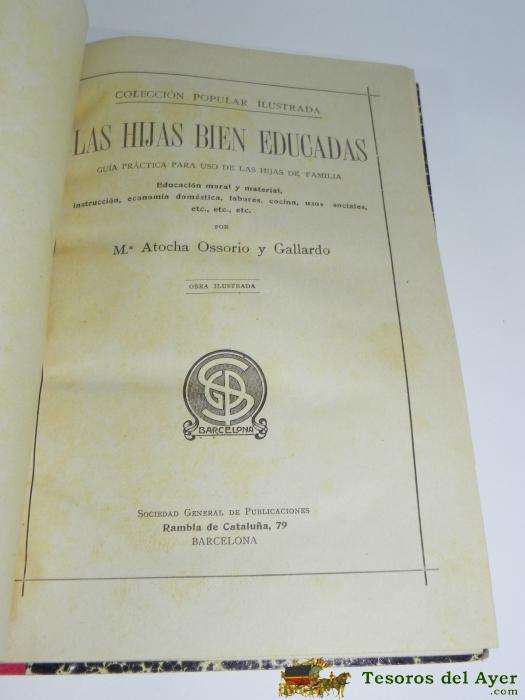 COLECCIÓN POPULAR ILUSTRADA
LAS HIJAS BIEN EDUCADAS
GUÍA PRÁCTICA PARA USO DE LAS HIJAS DE FAMILIA
Educación moral y material,
instrucción, economía doméstica, labores, cocina, usos sociales,
etc., etc., etc.
POR
M.ª Atocha Ossorio y Gallardo
OBRA ILUSTRADA
SGP
BARCELONA
SOCIEDAD GENERAL DE PUBLICACIONES
Rambla de Cataluña, 79
BARCELONA
Tesoros del Ayer
.com